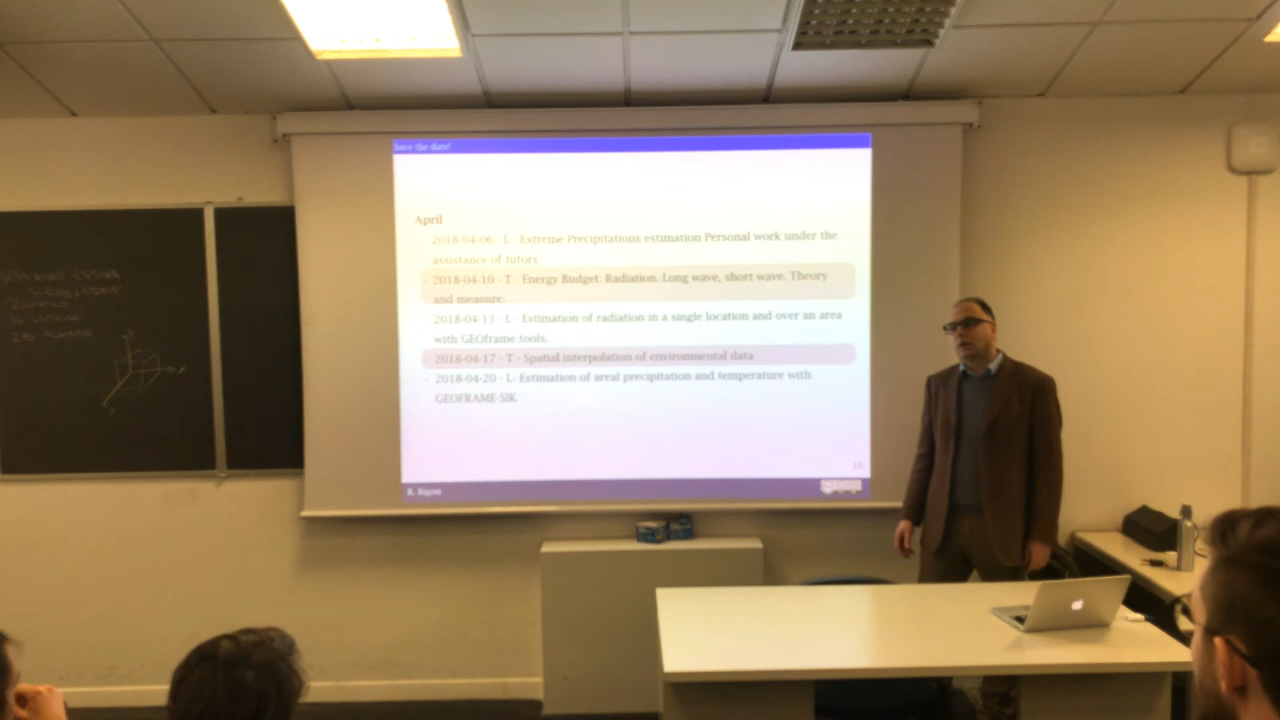 Save the date!
April
2018-04-06 - L - Extreme Precipitations estimation Personal work under the
assistance of tutors.
- 2018-04-10 - T - Energy Budget. Radiation. Long wave, short wave. Theory
and measure.
2018-04-13 - L - Estimation of radiation in a single location and over an area
with GEOframe tools.
- 2018-04-17 - T - Spatial interpolation of environmental data
- 2018-04-20 - L- Estimation of areal precipitation and temperature with
GEOFRAME-SIK
R. Rigon